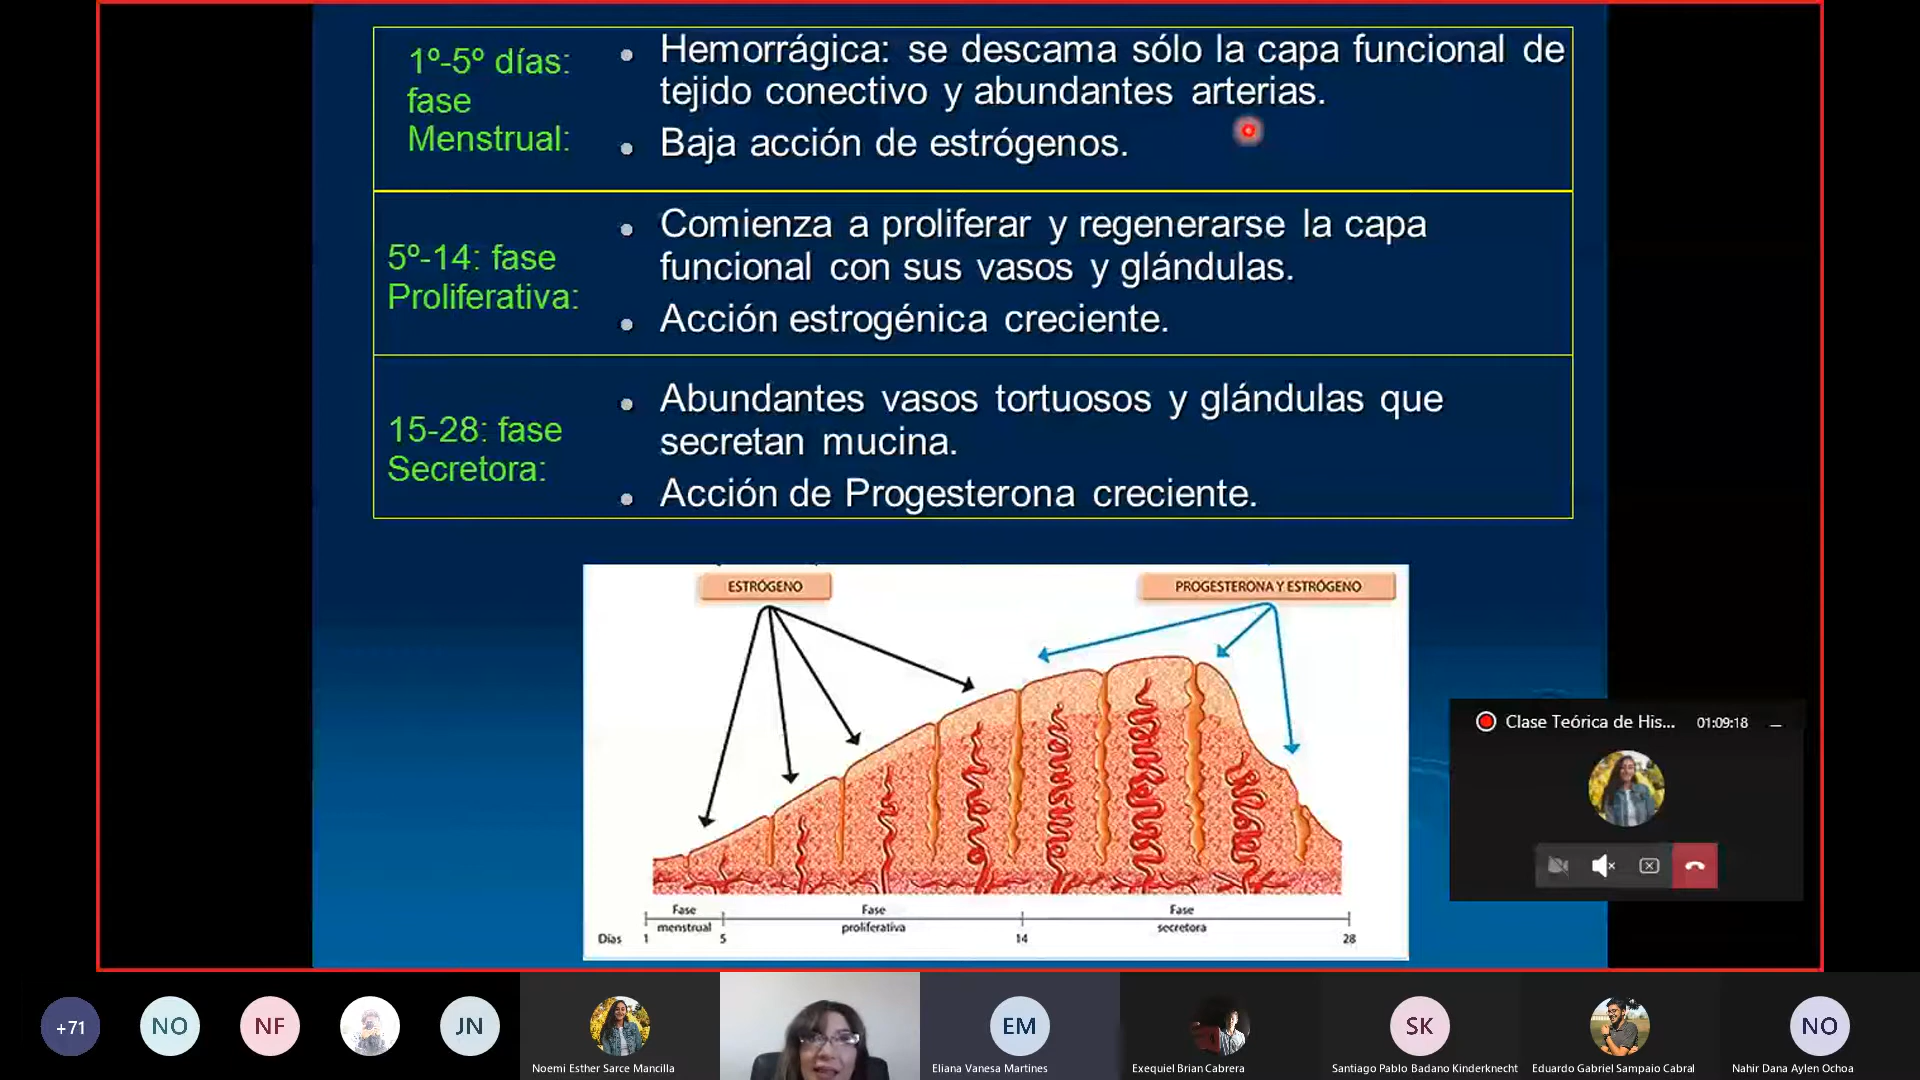 1º-5º días:
fase
Menstrual:
Hemorrágica: se descama sólo la capa funcional de
tejido conectivo y abundantes arterias.
Baja acción de estrógenos.
5º-14: fase
Proliferativa:
Comienza a proliferar y regenerarse la capa
funcional con sus vasos y glándulas.
Acción estrogénica creciente.
15-28: fase
Secretora:
Abundantes vasos tortuosos y glándulas que
secretan mucina.
Acción de Progesterona creciente.
ESTRÓGENO
PROGESTERONA Y ESTRÓGENO
Fase
menstrual
Fase
proliferativa
Fase
secretora
Días 1 5 14 28
Clase Teórica de His... 01:09:18
+71
NO
NF
JN
Noemi Esther Sarce Mancilla
EM
Eliana Vanesa Martines
Exequiel Brian Cabrera
SK
Santiago Pablo Badano Kinderknecht
Eduardo Gabriel Sampaio Cabral
NO
Nahir Dana Aylen Ochoa